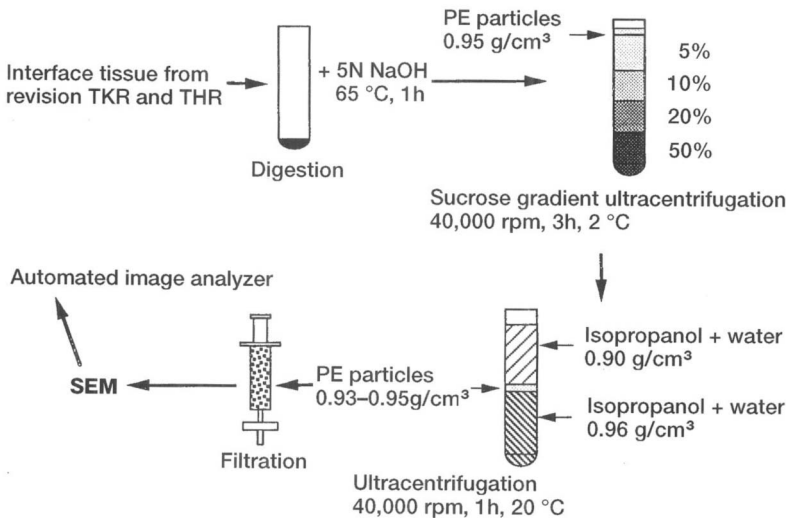 PE particles
0.95 g/cm³
5%
10%
20%
50%
Interface tissue from
revision TKR and THR
+ 5N NaOH
65 °C, 1h
Digestion
Sucrose gradient ultracentrifugation
40,000 rpm, 3h, 2 °C
Automated image analyzer
SEM
Filtration
PE particles
0.93–0.95g/cm³
Isopropanol + water
0.90 g/cm³
Isopropanol + water
0.96 g/cm³
Ultracentrifugation
40,000 rpm, 1h, 20 °C